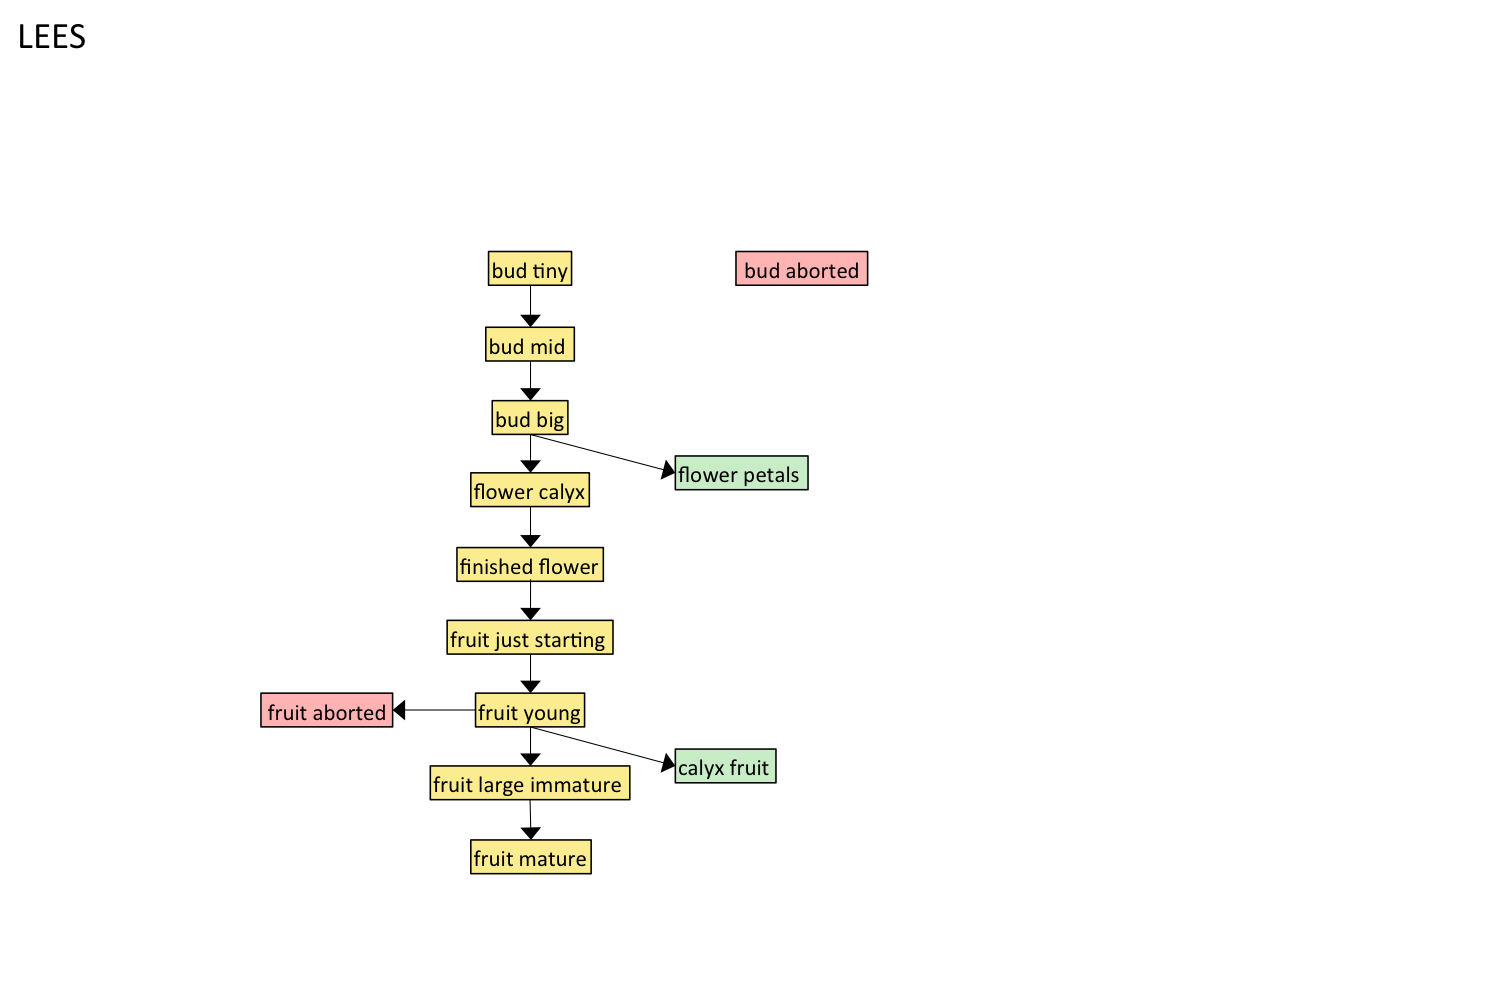 LEES
bud tiny
bud aborted
bud mid
bud big
flower petals
flower calyx
finished flower
fruit just starting
fruit aborted
fruit young
calyx fruit
fruit large immature
fruit mature